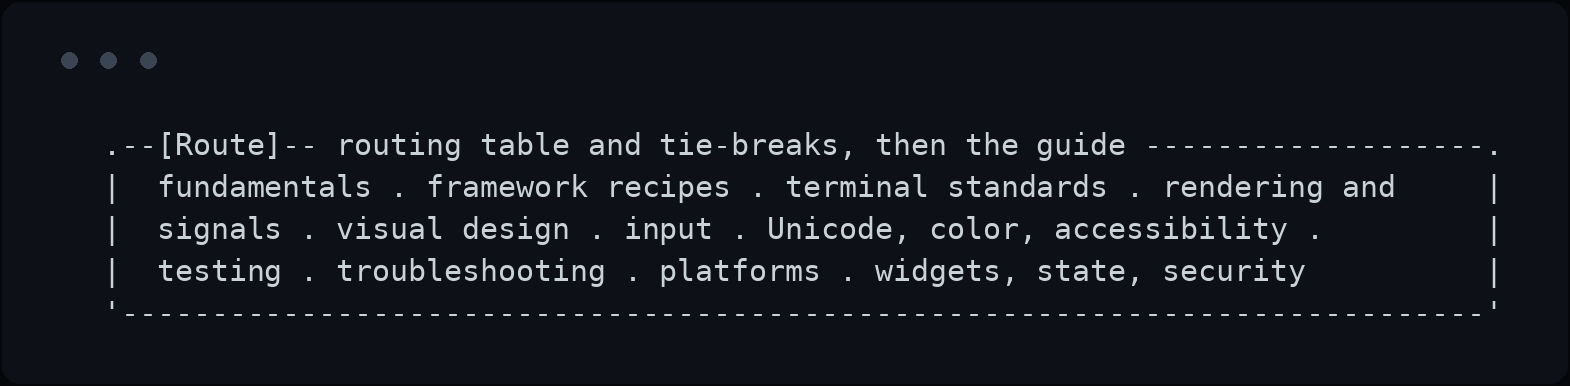 .--[Route]-- routing table and tie-breaks, then the guide -------------------.
|  fundamentals . framework recipes . terminal standards . rendering and     |
|  signals . visual design . input . Unicode, color, accessibility .         |
|  testing . troubleshooting . platforms . widgets, state, security          |
'----------------------------------------------------------------------------'